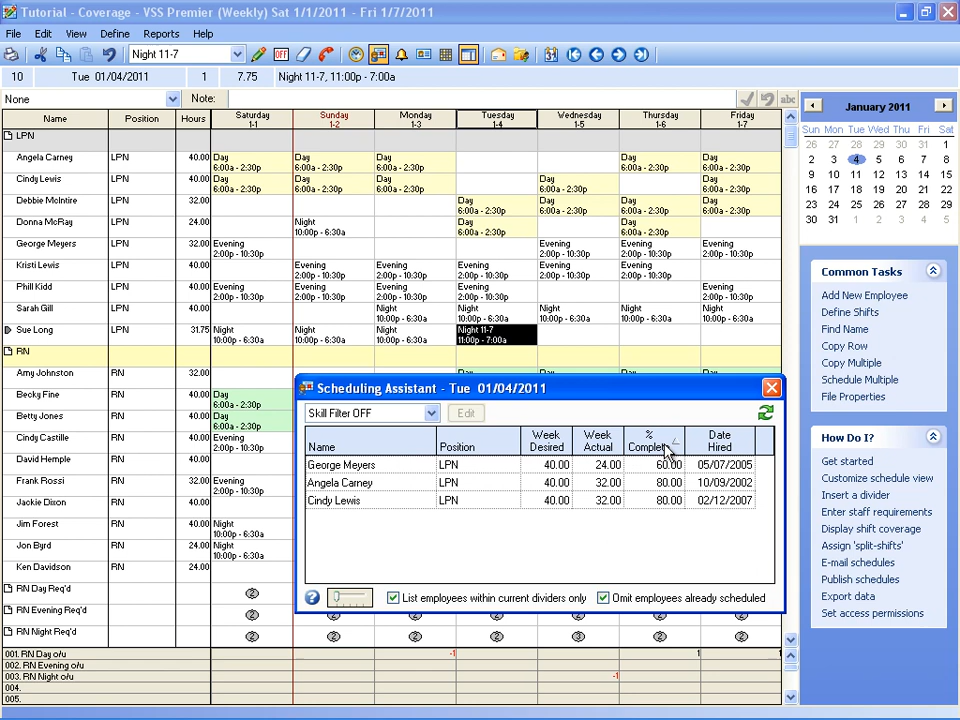 Tutorial - Coverage - VSS Premier (Weekly) Sat 1/1/2011 - Fri 1/7/2011
File Edit View Define Reports Help
Night 11-7 OFF 31
10 Tue 01/04/2011 1 7.75 Night 11-7, 11:00p - 7:00a
None Note: abc
Name Position Hours Saturday Sunday Monday Tuesday Wednesday Thursday Friday
1-1 1-2 1-3 1-4 1-5 1-6 1-7
LPN
Angela Carney LPN 40.00 Day Day Day Day Day
6:00a - 2:30p 6:00a - 2:30p 6:00a - 2:30p 6:00a - 2:30p 6:00a - 2:30p
Cindy Lewis LPN 40.00 Day Day Day Day Day
6:00a - 2:30p 6:00a - 2:30p 6:00a - 2:30p 6:00a - 2:30p 6:00a - 2:30p
Debbie McIntire LPN 32.00 Day Day Day Day
6:00a - 2:30p 6:00a - 2:30p 6:00a - 2:30p 6:00a - 2:30p
Donna McRay LPN 24.00 Night Day Day
10:00p - 6:30a 6:00a - 2:30p 6:00a - 2:30p
George Meyers LPN 32.00 Evening Evening Evening Evening
2:00p - 10:30p 2:00p - 10:30p 2:00p - 10:30p 2:00p - 10:30p
Kristi Lewis LPN 40.00 Evening Evening Evening Evening Evening
2:00p - 10:30p 2:00p - 10:30p 2:00p - 10:30p 2:00p - 10:30p 2:00p - 10:30p
Phill Kidd LPN 40.00 Evening Evening Evening Evening Evening
2:00p - 10:30p 2:00p - 10:30p 2:00p - 10:30p 2:00p - 10:30p 2:00p - 10:30p
Sarah Gill LPN 40.00 Night Night Night Night Night
10:00p - 6:30a 10:00p - 6:30a 10:00p - 6:30a 10:00p - 6:30a 10:00p - 6:30a
Sue Long LPN 31.75 Night Night Night Night 11-7
10:00p - 6:30a 10:00p - 6:30a 10:00p - 6:30a 11:00p - 7:00a
RN
Amy Johnston RN 32.00
Becky Fine RN 40.00 Day
6:00a - 2:30p
Betty Jones RN 40.00 Day
6:00a - 2:30p
Cindy Castille RN 40.00 Evening
2:00p - 10:30p
David Hemple RN 40.00
Frank Rossi RN 40.00 Evening
2:00p - 10:30p
Jackie Dixon RN 40.00
Jim Forest RN 40.00 Night
10:00p - 6:30a
Jon Byrd RN 24.00 Night
10:00p - 6:30a
Ken Davidson RN 24.00
RN Day Req'd 2
RN Evening Req'd 2 2 2 2 2 2 2
RN Night Req'd 2 2 2 2 3 2 2
001. RN Day o/u -1 1 1
002. RN Evening o/u
003. RN Night o/u -1
004.
005.
Scheduling Assistant - Tue 01/04/2011
Skill Filter OFF Edit
Name Position Week Desired Week Actual % Complete Date Hired
George Meyers LPN 40.00 24.00 60.00 05/07/2005
Angela Carney LPN 40.00 32.00 80.00 10/09/2002
Cindy Lewis LPN 40.00 32.00 80.00 02/12/2007
List employees within current dividers only Omit employees already scheduled
January 2011
Sun Mon Tue Wed Thu Fri Sat
26 27 28 29 30 31 1
2 3 4 5 6 7 8
9 10 11 12 13 14 15
16 17 18 19 20 21 22
23 24 25 26 27 28 29
30 31 1 2 3 4 5
Common Tasks
Add New Employee
Define Shifts
Find Name
Copy Row
Copy Multiple
Schedule Multiple
File Properties
How Do I?
Get started
Customize schedule view
Insert a divider
Enter staff requirements
Display shift coverage
Assign 'split-shifts'
E-mail schedules
Publish schedules
Export data
Set access permissions